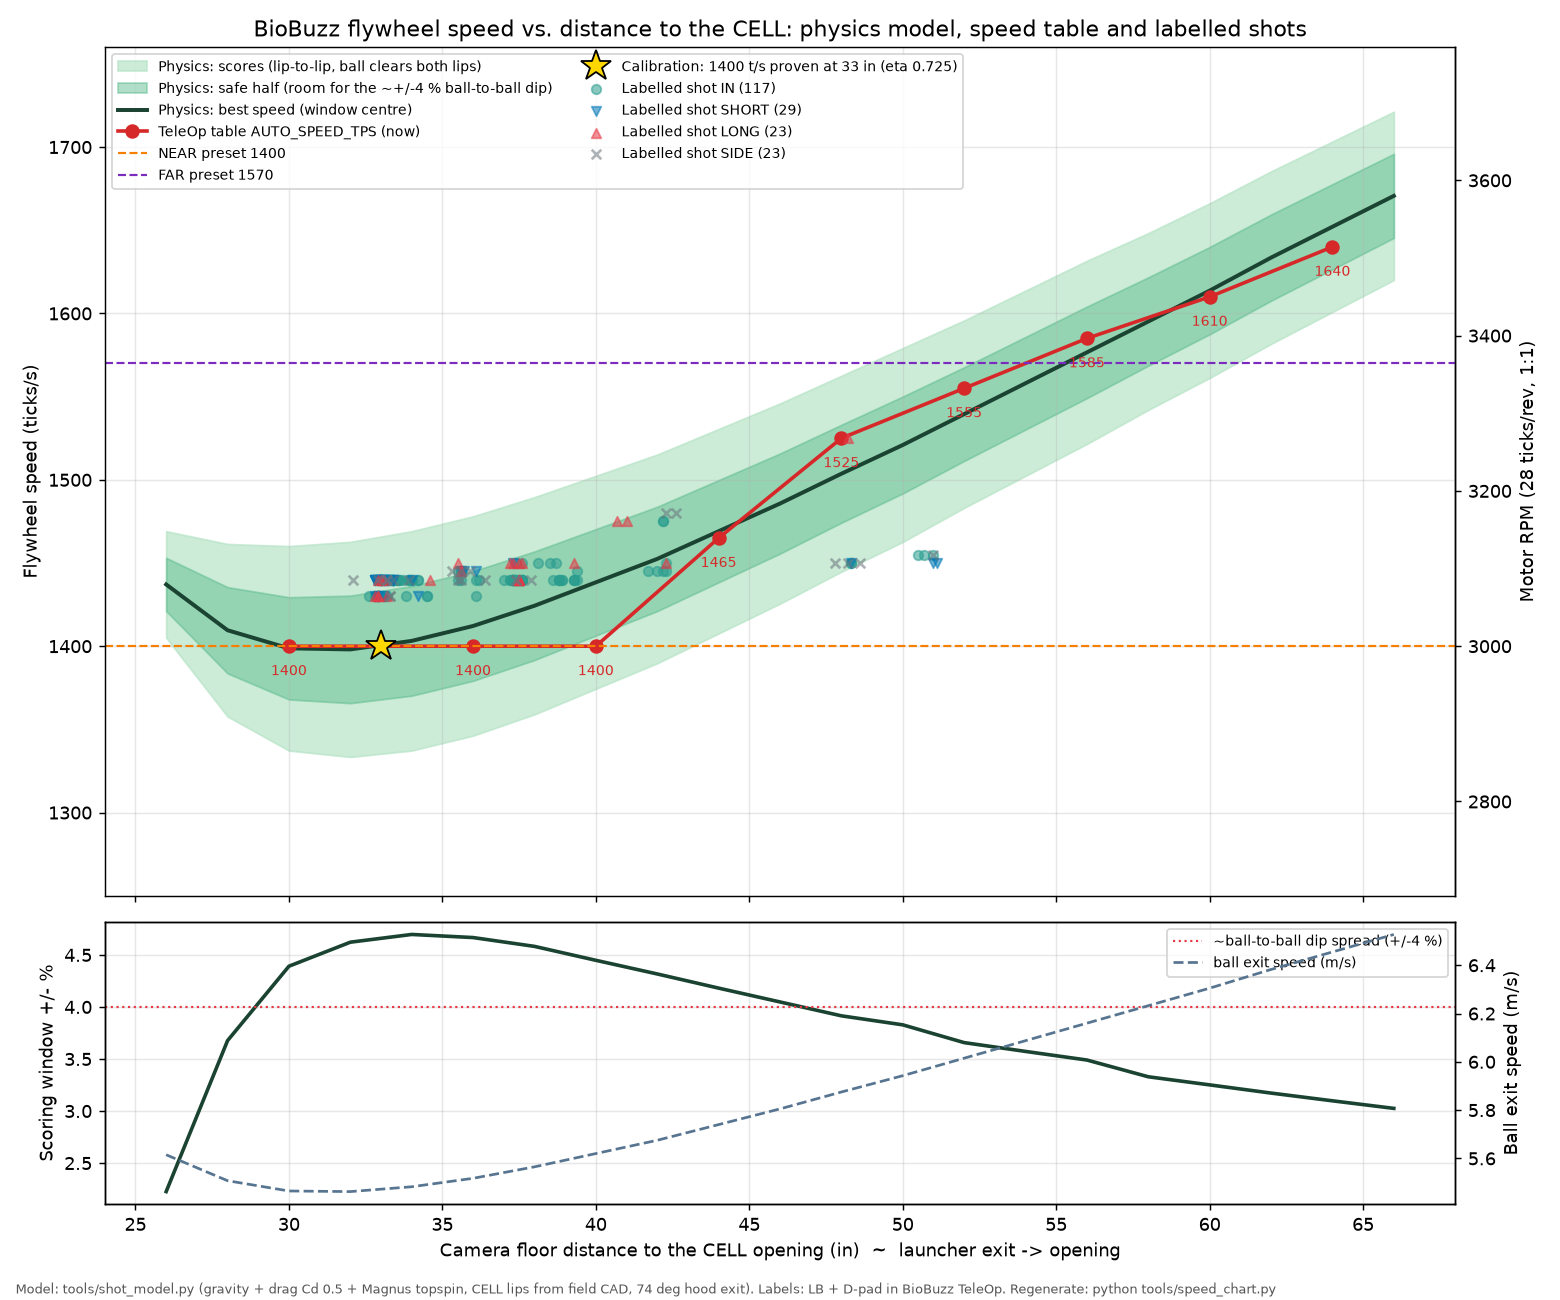 BioBuzz flywheel speed vs. distance to the CELL: physics model, speed table and labelled shots
Physics: scores (lip-to-lip, ball clears both lips)
Physics: safe half (room for the ~+/-4 % ball-to-ball dip)
Physics: best speed (window centre)
TeleOp table AUTO_SPEED_TPS (now)
NEAR preset 1400
FAR preset 1570
Calibration: 1400 t/s proven at 33 in (eta 0.725)
Labelled shot IN (117)
Labelled shot SHORT (29)
Labelled shot LONG (23)
Labelled shot SIDE (23)
Flywheel speed (ticks/s)
1700
1600
1500
1400
1300
Motor RPM (28 ticks/rev, 1:1)
3600
3400
3200
3000
2800
1400
1400
1400
1465
1525
1555
1585
1610
1640
Scoring window +/- %
4.5
4.0
3.5
3.0
2.5
~ball-to-ball dip spread (+/-4 %)
ball exit speed (m/s)
Ball exit speed (m/s)
6.4
6.2
6.0
5.8
5.6
25
30
35
40
45
50
55
60
65
Camera floor distance to the CELL opening (in)  ~  launcher exit -> opening
Model: tools/shot_model.py (gravity + drag Cd 0.5 + Magnus topspin, CELL lips from field CAD, 74 deg hood exit). Labels: LB + D-pad in BioBuzz TeleOp. Regenerate: python tools/speed_chart.py